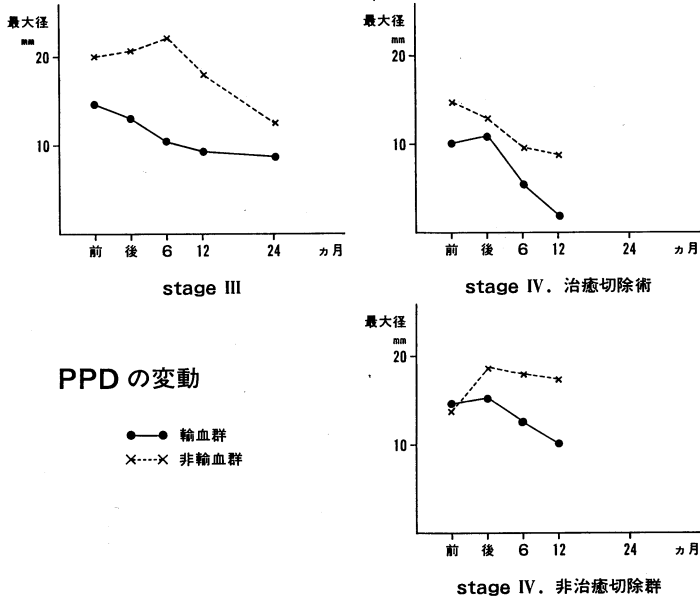 最大径
mm
20
10
前 後 6 12 24 カ月
stage III
最大径
mm
20
10
前 後 6 12 24 カ月
stage IV. 治癒切除術
PPD の変動
輸血群
非輸血群
最大径
mm
20
10
前 後 6 12 24 カ月
stage IV. 非治癒切除群